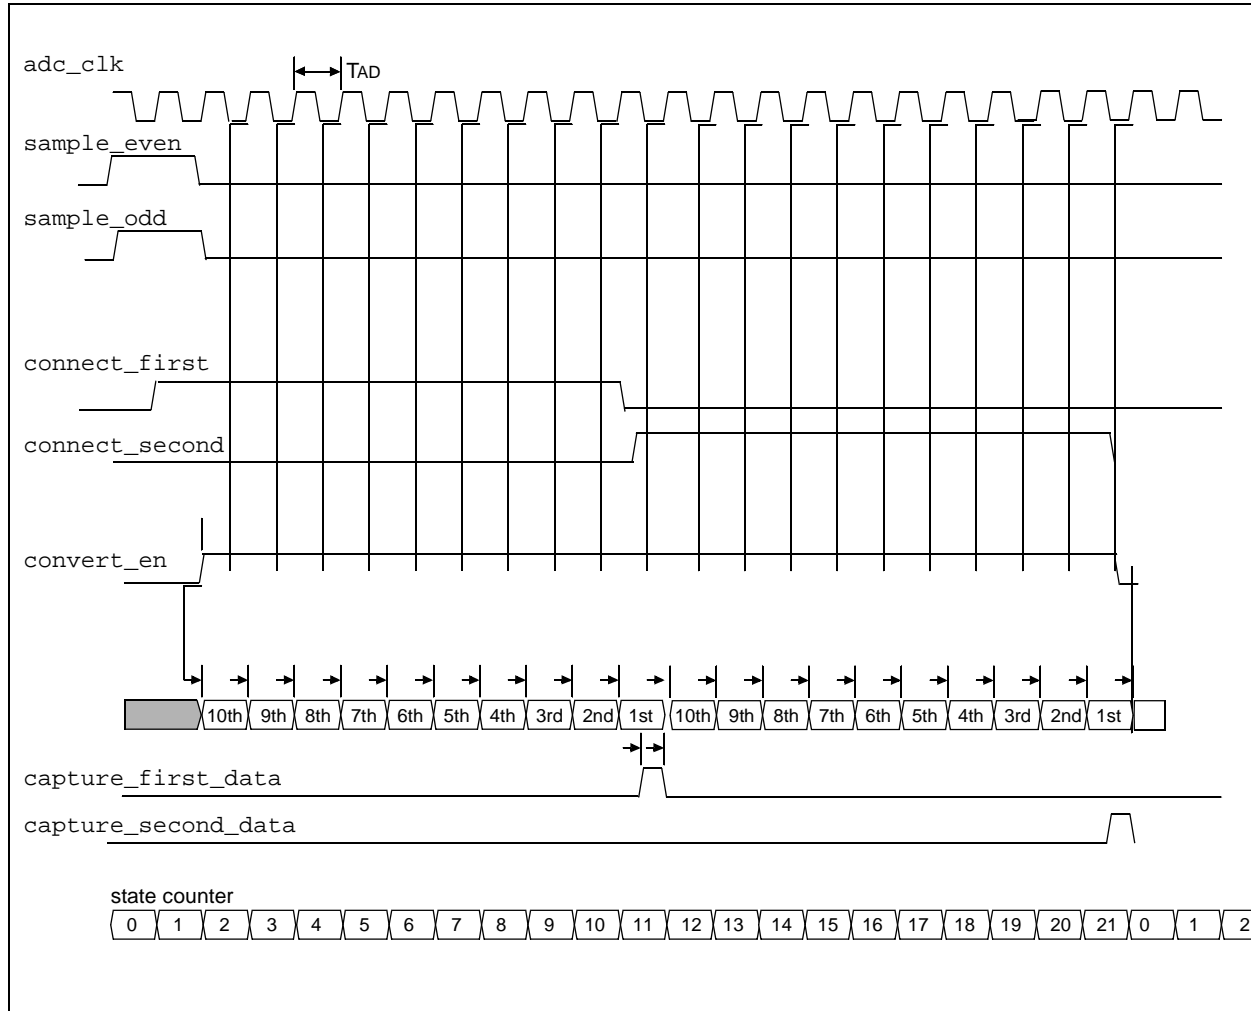 adc_clk
TAD
sample_even
sample_odd
connect_first
connect_second
convert_en
10th 9th 8th 7th 6th 5th 4th 3rd 2nd 1st 10th 9th 8th 7th 6th 5th 4th 3rd 2nd 1st
capture_first_data
capture_second_data
state counter
0 1 2 3 4 5 6 7 8 9 10 11 12 13 14 15 16 17 18 19 20 21 0 1 2